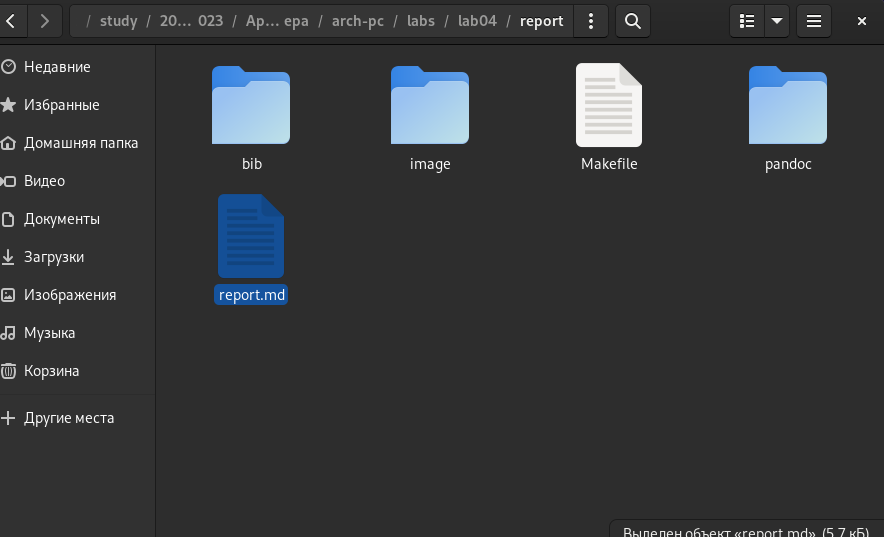 / study / 20… 023 / Ap… epa / arch-pc / labs / lab04 / report
Недавние
Избранные
Домашняя папка
Видео
Документы
Загрузки
Изображения
Музыка
Корзина
Другие места
bib
image
Makefile
pandoc
report.md
Выделен объект «report.md» (5,7 кБ)